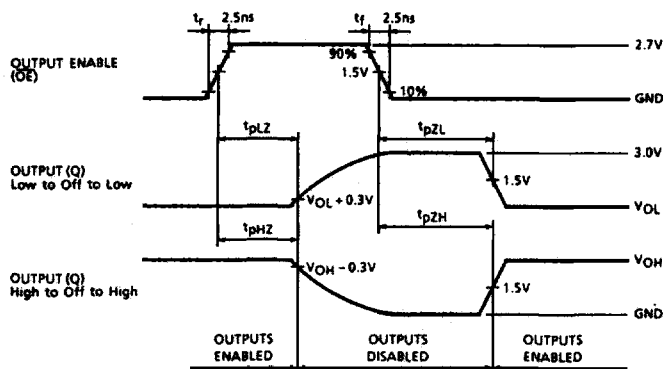 tr 2.5ns tf 2.5ns
OUTPUT ENABLE
(OE)
90%
1.5V
10%
2.7V
GND
tpLZ tpZL
OUTPUT (Q)
Low to Off to Low
3.0V
1.5V
VOL + 0.3V
VOL
tpHZ tpZH
OUTPUT (Q)
High to Off to High
VOH
VOH − 0.3V
1.5V
GND
OUTPUTS
ENABLED
OUTPUTS
DISABLED
OUTPUTS
ENABLED